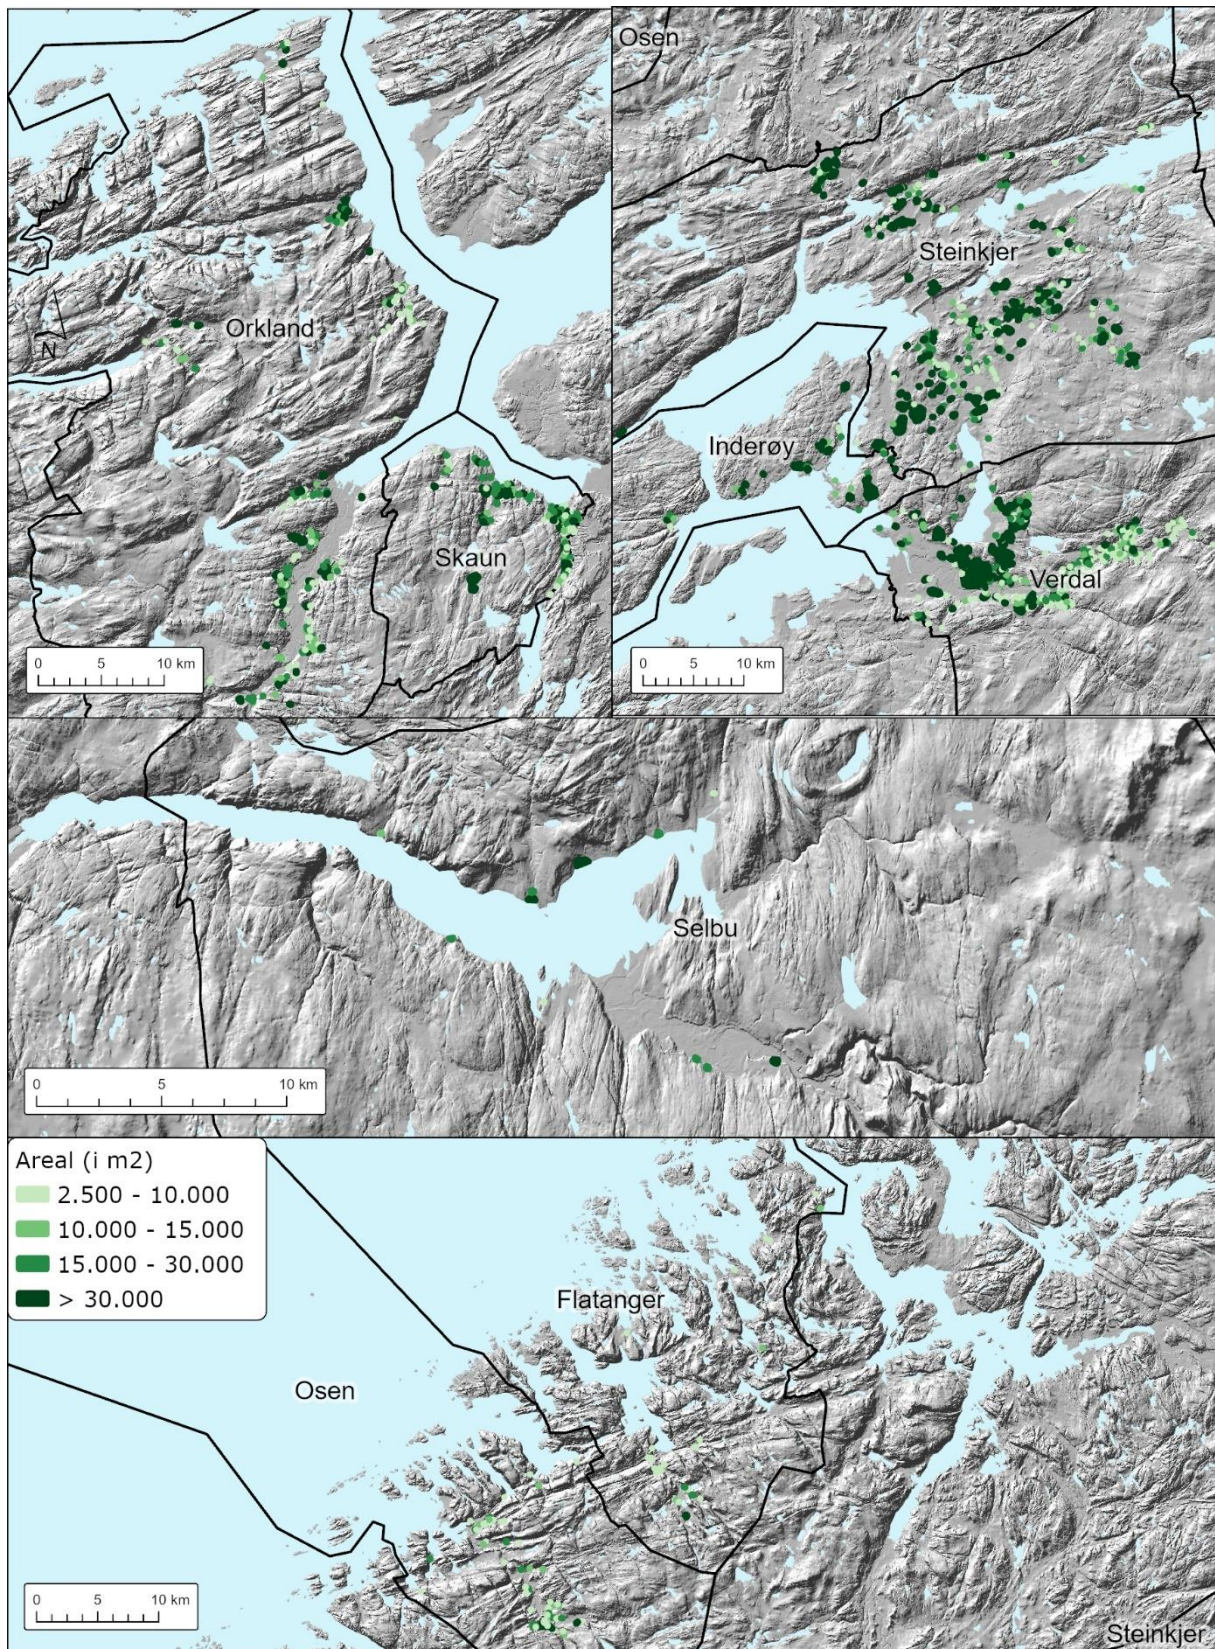 Orkland
N
Skaun
0 5 10 km
Osen
Steinkjer
Inderøy
Verdal
0 5 10 km
Selbu
0 5 10 km
Areal (i m2)
2.500 - 10.000
10.000 - 15.000
15.000 - 30.000
> 30.000
Flatanger
Osen
0 5 10 km
Steinkjer